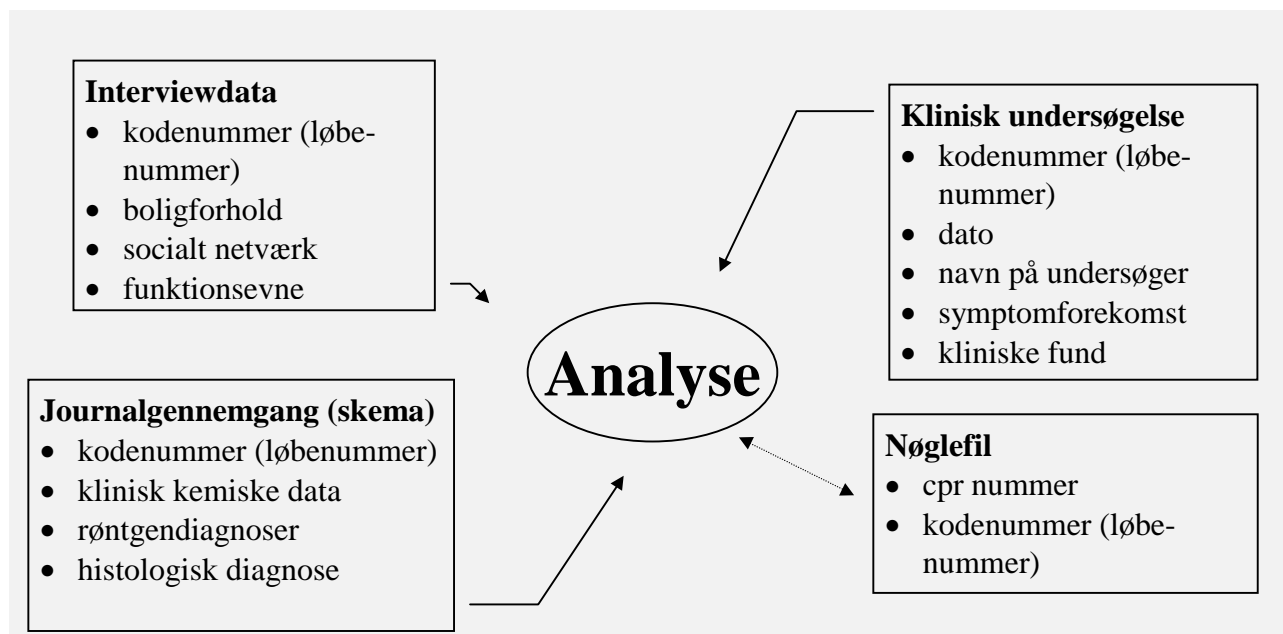 Interviewdata
• kodenummer (løbe-
nummer)
• boligforhold
• socialt netværk
• funktionsevne
Klinisk undersøgelse
• kodenummer (løbe-
nummer)
• dato
• navn på undersøger
• symptomforekomst
• kliniske fund
Analyse
Journalgennemgang (skema)
• kodenummer (løbenummer)
• klinisk kemiske data
• røntgendiagnoser
• histologisk diagnose
Nøglefil
• cpr nummer
• kodenummer (løbe-
nummer)